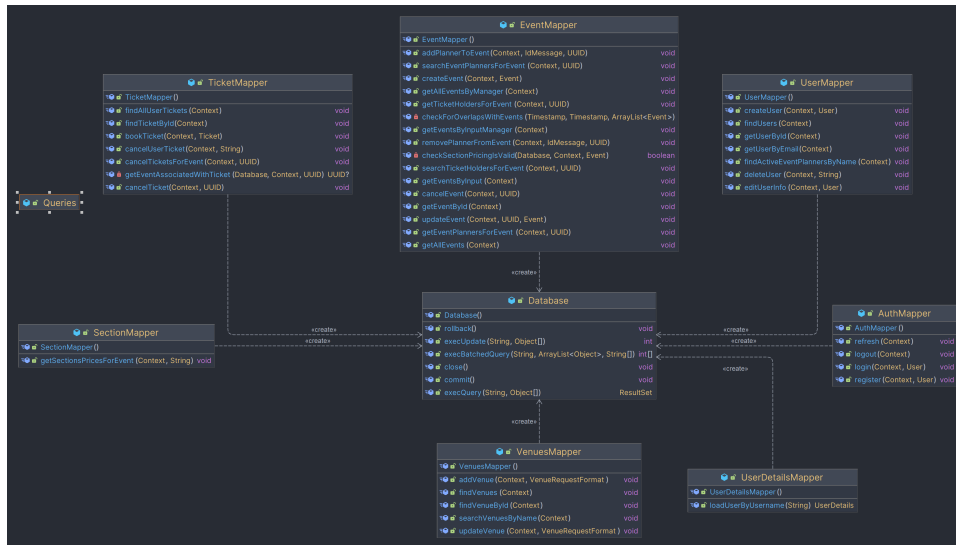 EventMapper
EventMapper()
addPlannerToEvent(Context, IdMessage, UUID) void
searchEventPlannersForEvent(Context, UUID) void
createEvent(Context, Event) void
getAllEventsByManager(Context) void
getTicketHoldersForEvent(Context, UUID) void
checkForOverlapsWithEvents(Timestamp, Timestamp, ArrayList<Event>)
getEventsByInputManager(Context) void
removePlannerFromEvent(Context, IdMessage, UUID) void
checkSectionPricingIsValid(Database, Context, Event) boolean
searchTicketHoldersForEvent(Context, UUID) void
getEventsByInput(Context) void
cancelEvent(Context, UUID) void
getEventById(Context) void
updateEvent(Context, UUID, Event) void
getEventPlannersForEvent(Context, UUID) void
getAllEvents(Context) void
TicketMapper
TicketMapper()
findAllUserTickets(Context) void
findTicketById(Context) void
bookTicket(Context, Ticket) void
cancelUserTicket(Context, String) void
cancelTicketsForEvent(Context, UUID) void
getEventAssociatedWithTicket(Database, Context, UUID) UUID?
cancelTicket(Context, UUID) void
UserMapper
UserMapper()
createUser(Context, User) void
findUsers(Context) void
getUserById(Context) void
getUserByEmail(Context) void
findActiveEventPlannersByName(Context) void
deleteUser(Context, String) void
editUserInfo(Context, User) void
Queries
«create»
Database
Database()
rollback() void
execUpdate(String, Object[]) int
execBatchedQuery(String, ArrayList<Object>, String[]) int[]
close() void
commit() void
execQuery(String, Object[]) ResultSet
SectionMapper
SectionMapper()
getSectionsPricesForEvent(Context, String) void
«create»
«create»
«create»
«create»
«create»
AuthMapper
AuthMapper()
refresh(Context) void
logout(Context) void
login(Context, User) void
register(Context, User) void
«create»
VenuesMapper
VenuesMapper()
addVenue(Context, VenueRequestFormat) void
findVenues(Context) void
findVenueById(Context) void
searchVenuesByName(Context) void
updateVenue(Context, VenueRequestFormat) void
UserDetailsMapper
UserDetailsMapper()
loadUserByUsername(String) UserDetails